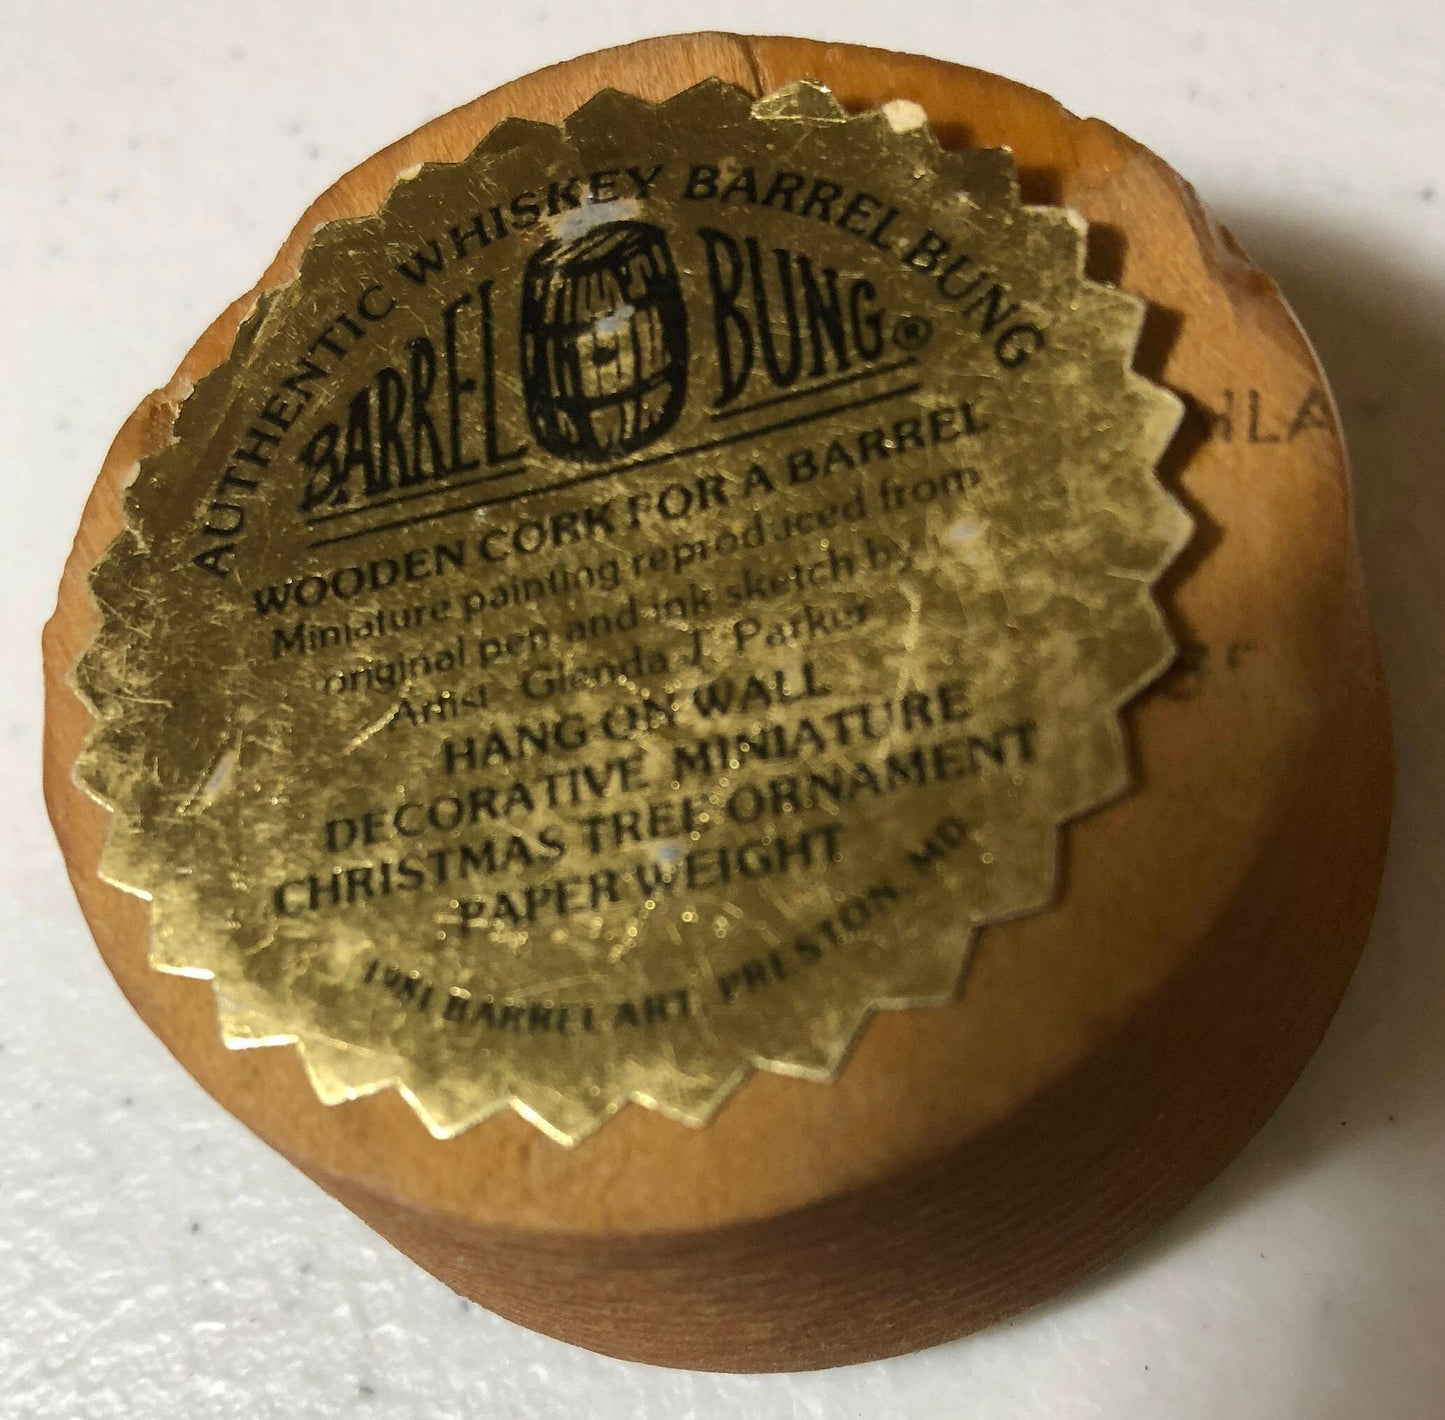 AUTHENTIC WHISKEY BARREL BUNG
BARREL BUNG®
WOODEN CORK FOR A BARREL
Miniature painting reproduced from
original pen and ink sketch by
Artist Glenda J. Parker
HANG ON WALL
DECORATIVE MINIATURE
CHRISTMAS TREE ORNAMENT
PAPER WEIGHT
1981 BARREL ART, PRESTON, MD.